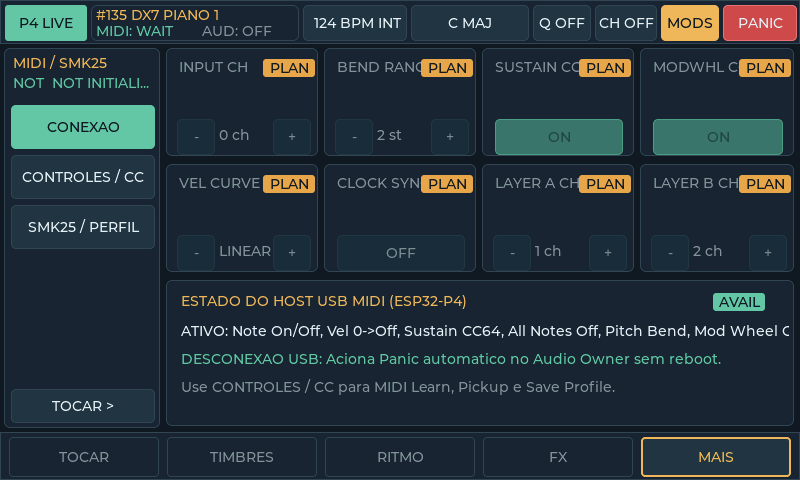 P4 LIVE
#135 DX7 PIANO 1
MIDI: WAIT AUD: OFF
124 BPM INT
C MAJ
Q OFF
CH OFF
MODS
PANIC
MIDI / SMK25
NOT NOT INITIALI...
CONEXAO
CONTROLES / CC
SMK25 / PERFIL
TOCAR >
INPUT CH PLAN
- 0 ch +
BEND RANG PLAN
- 2 st +
SUSTAIN CC PLAN
ON
MODWHL C PLAN
ON
VEL CURVE PLAN
- LINEAR +
CLOCK SYN PLAN
OFF
LAYER A CH PLAN
- 1 ch +
LAYER B CH PLAN
- 2 ch +
ESTADO DO HOST USB MIDI (ESP32-P4) AVAIL
ATIVO: Note On/Off, Vel 0->Off, Sustain CC64, All Notes Off, Pitch Bend, Mod Wheel C
DESCONEXAO USB: Aciona Panic automatico no Audio Owner sem reboot.
Use CONTROLES / CC para MIDI Learn, Pickup e Save Profile.
TOCAR
TIMBRES
RITMO
FX
MAIS